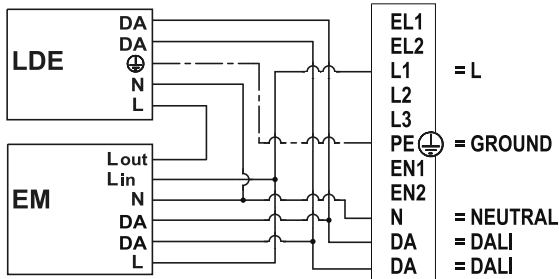 LDE
DA
DA
N
L
EM
Lout
Lin
N
DA
DA
L
EL1
EL2
L1 = L
L2
L3
PE = GROUND
EN1
EN2
N = NEUTRAL
DA = DALI
DA = DALI